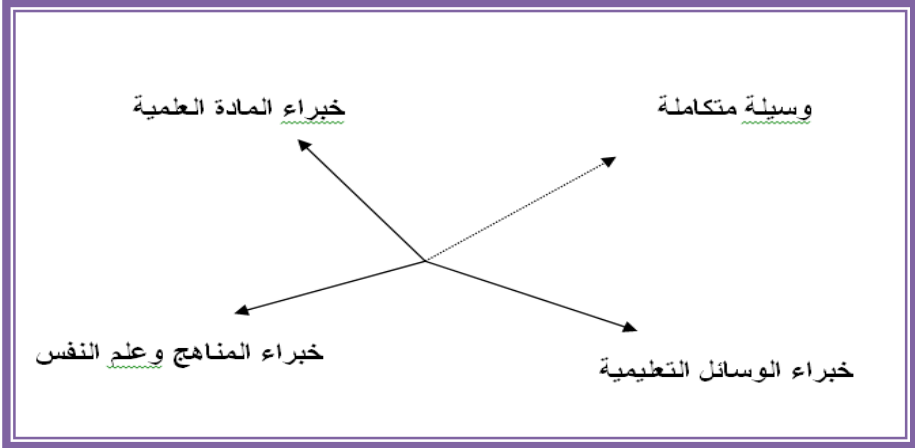 وسيلة متكاملة
خبراء المادة العلمية
خبراء الوسائل التعليمية
خبراء المناهج وعلم النفس